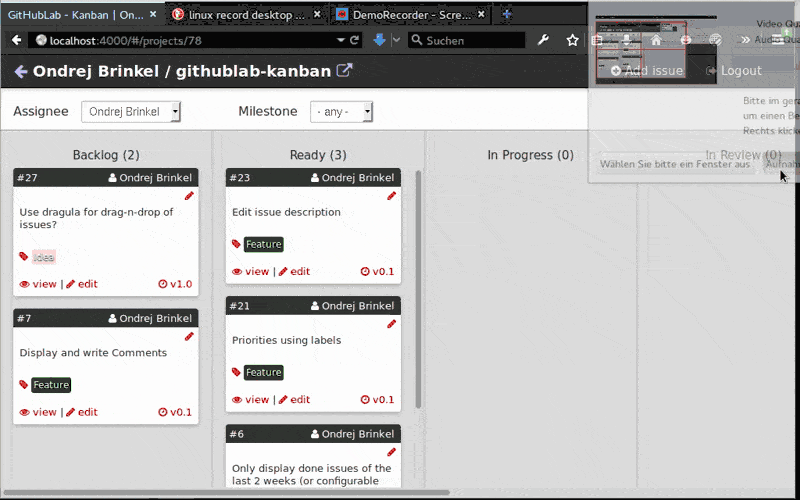 GitHubLab - Kanban | On...
linux record desktop ...
DemoRecorder - Scre...
localhost:4000/#/projects/78
Suchen
Ondrej Brinkel / githublab-kanban
Add issue
Logout
Video Qu
Audio Qu
Bitte im ger
um einen Be
Rechts klick
Wählen Sie bitte ein Fenster aus
Aufnah
Assignee
Ondrej Brinkel
Milestone
- any -
Backlog (2)
Ready (3)
In Progress (0)
In Review (0)
#27
Ondrej Brinkel
Use dragula for drag-n-drop of
issues?
Idea
view | edit
v1.0
#7
Ondrej Brinkel
Display and write Comments
Feature
view | edit
v0.1
#23
Ondrej Brinkel
Edit issue description
Feature
view | edit
v0.1
#21
Ondrej Brinkel
Priorities using labels
Feature
view | edit
v0.1
#6
Ondrej Brinkel
Only display done issues of the
last 2 weeks (or configurable